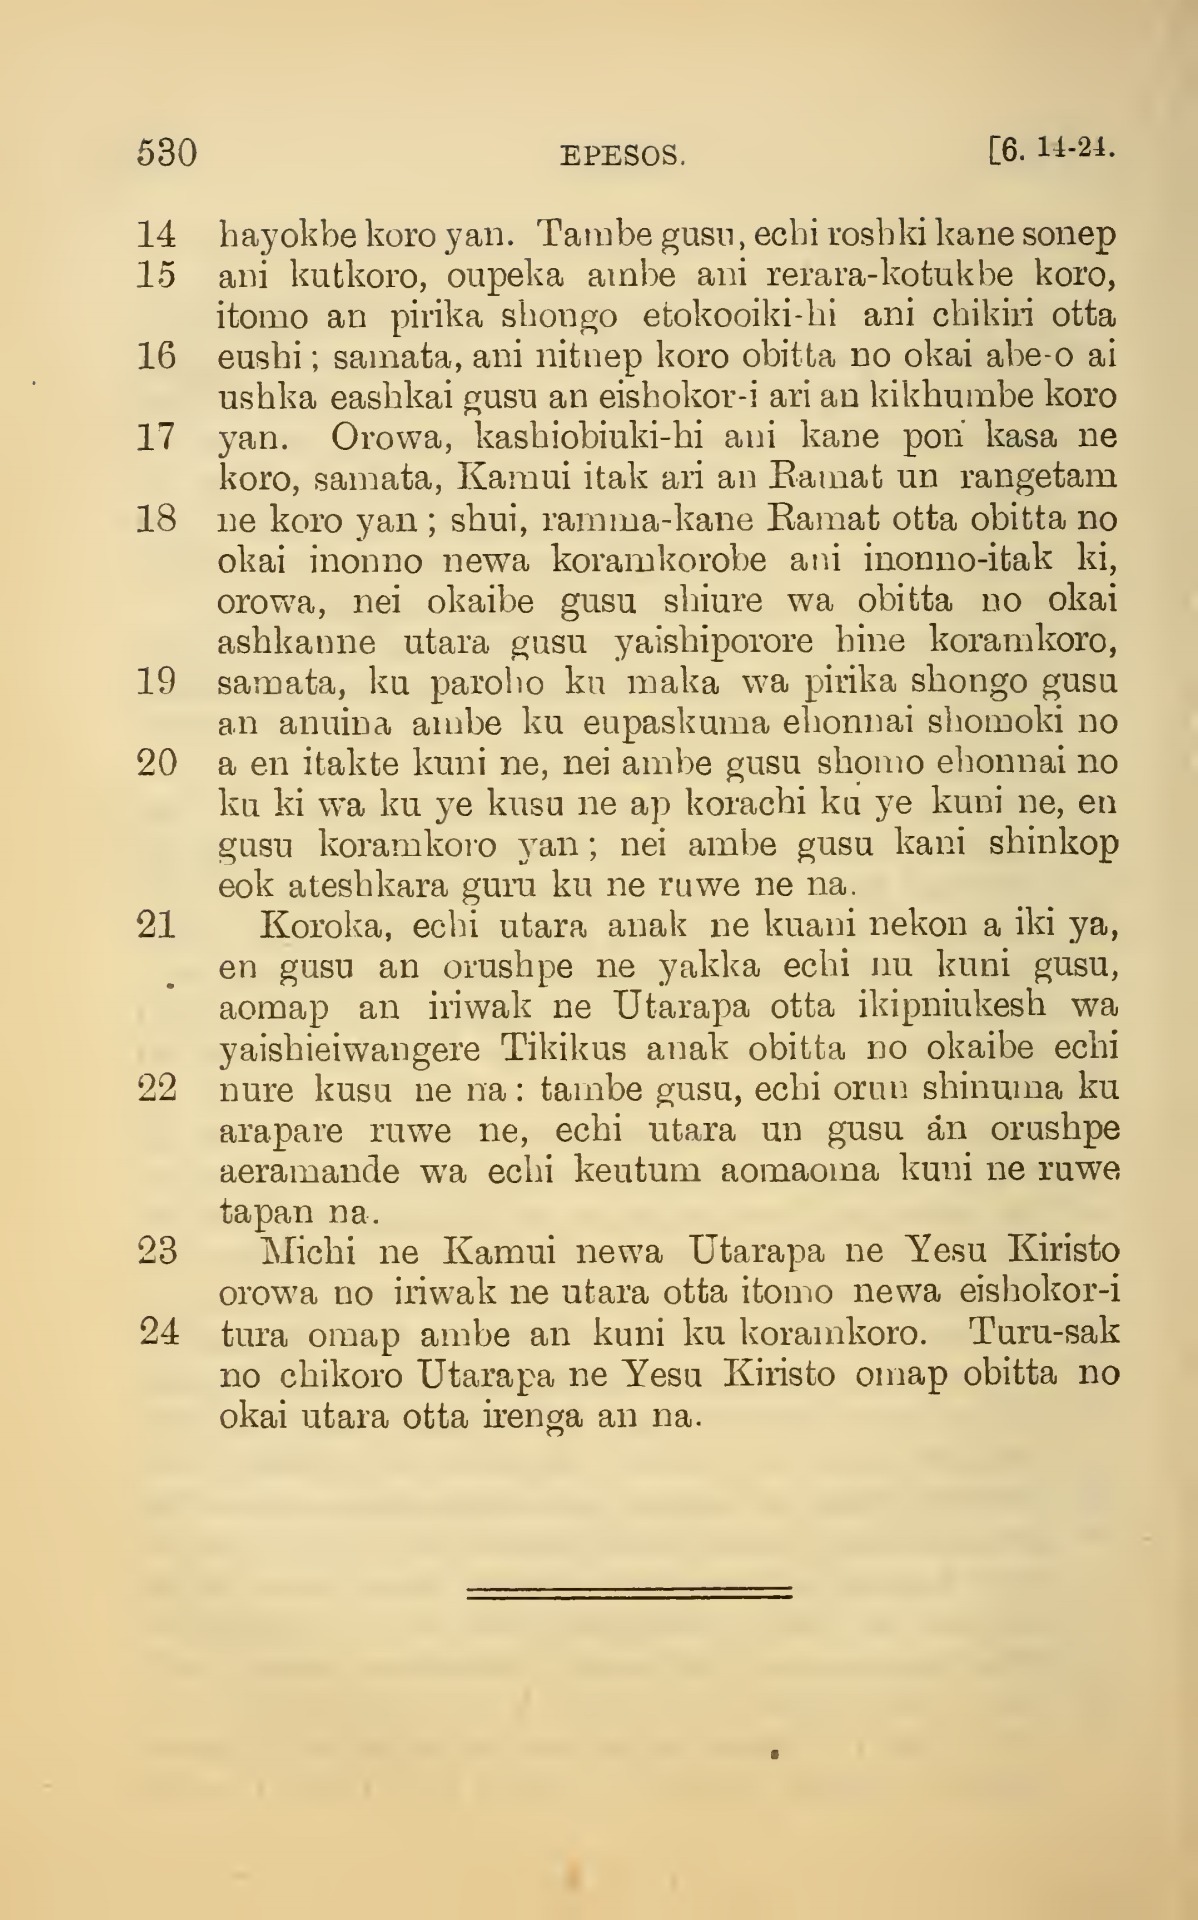 530 EPESOS. [6. 14-24.
14 hayokbe koro yan. Tambe gusu, echi roshki kane sonep
15 ani kutkoro, oupeka ambe ani rerara-kotukbe koro,
itomo an pirika shongo etokooiki-hi ani chikiri otta
16 eushi; samata, ani nitnep koro obitta no okai abe-o ai
ushka eashkai gusu an eishokor-i ari an kikhumbe koro
17 yan. Orowa, kashiobiuki-hi ani kane pori kasa ne
koro, samata, Kamui itak ari an Ramat un rangetam
18 ne koro yan; shui, ramma-kane Ramat otta obitta no
okai inonno newa koramkorobe ani inonno-itak ki,
orowa, nei okaibe gusu shiure wa obitta no okai
ashkanne utara gusu yaishiporore hine koramkoro,
19 samata, ku paroho ku maka wa pirika shongo gusu
an anuina ambe ku eupaskuma ehonnai shomoki no
20 a en itakte kuni ne, nei ambe gusu shomo ehonnai no
ku ki wa ku ye kusu ne ap korachi ku ye kuni ne, en
gusu koramkoro yan; nei ambe gusu kani shinkop
eok ateshkara guru ku ne ruwe ne na.
21 Koroka, echi utara anak ne kuani nekon a iki ya,
en gusu an orushpe ne yakka echi nu kuni gusu,
aomap an iriwak ne Utarapa otta ikipniukesh wa
yaishieiwangere Tikikus anak obitta no okaibe echi
22 nure kusu ne na: tambe gusu, echi orun shinuma ku
arapare ruwe ne, echi utara un gusu an orushpe
aeramande wa echi keutum aomaoma kuni ne ruwe
tapan na.
23 Michi ne Kamui newa Utarapa ne Yesu Kiristo
orowa no iriwak ne utara otta itomo newa eishokor-i
24 tura omap ambe an kuni ku koramkoro. Turu-sak
no chikoro Utarapa ne Yesu Kiristo omap obitta no
okai utara otta irenga an na.